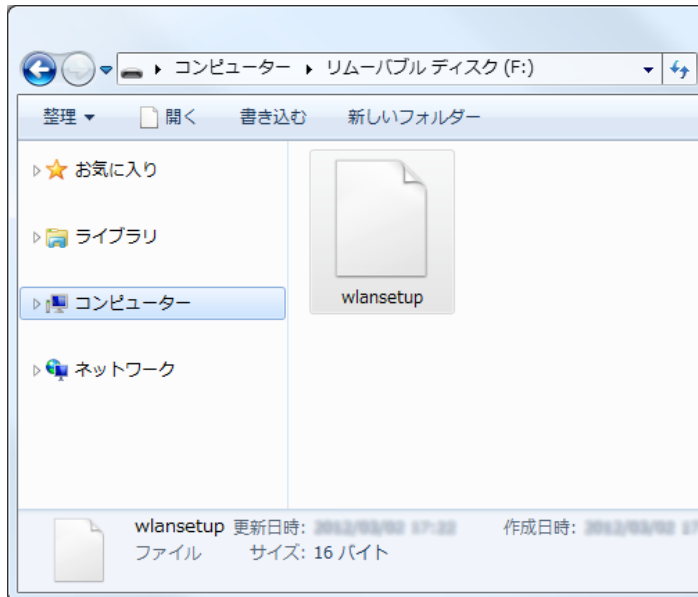 コンピューター リムーバブル ディスク (F:)
整理 開く 書き込む 新しいフォルダー
お気に入り
ライブラリ
コンピューター
ネットワーク
wlansetup
wlansetup 更新日時: 作成日時:
ファイル サイズ: 16 バイト